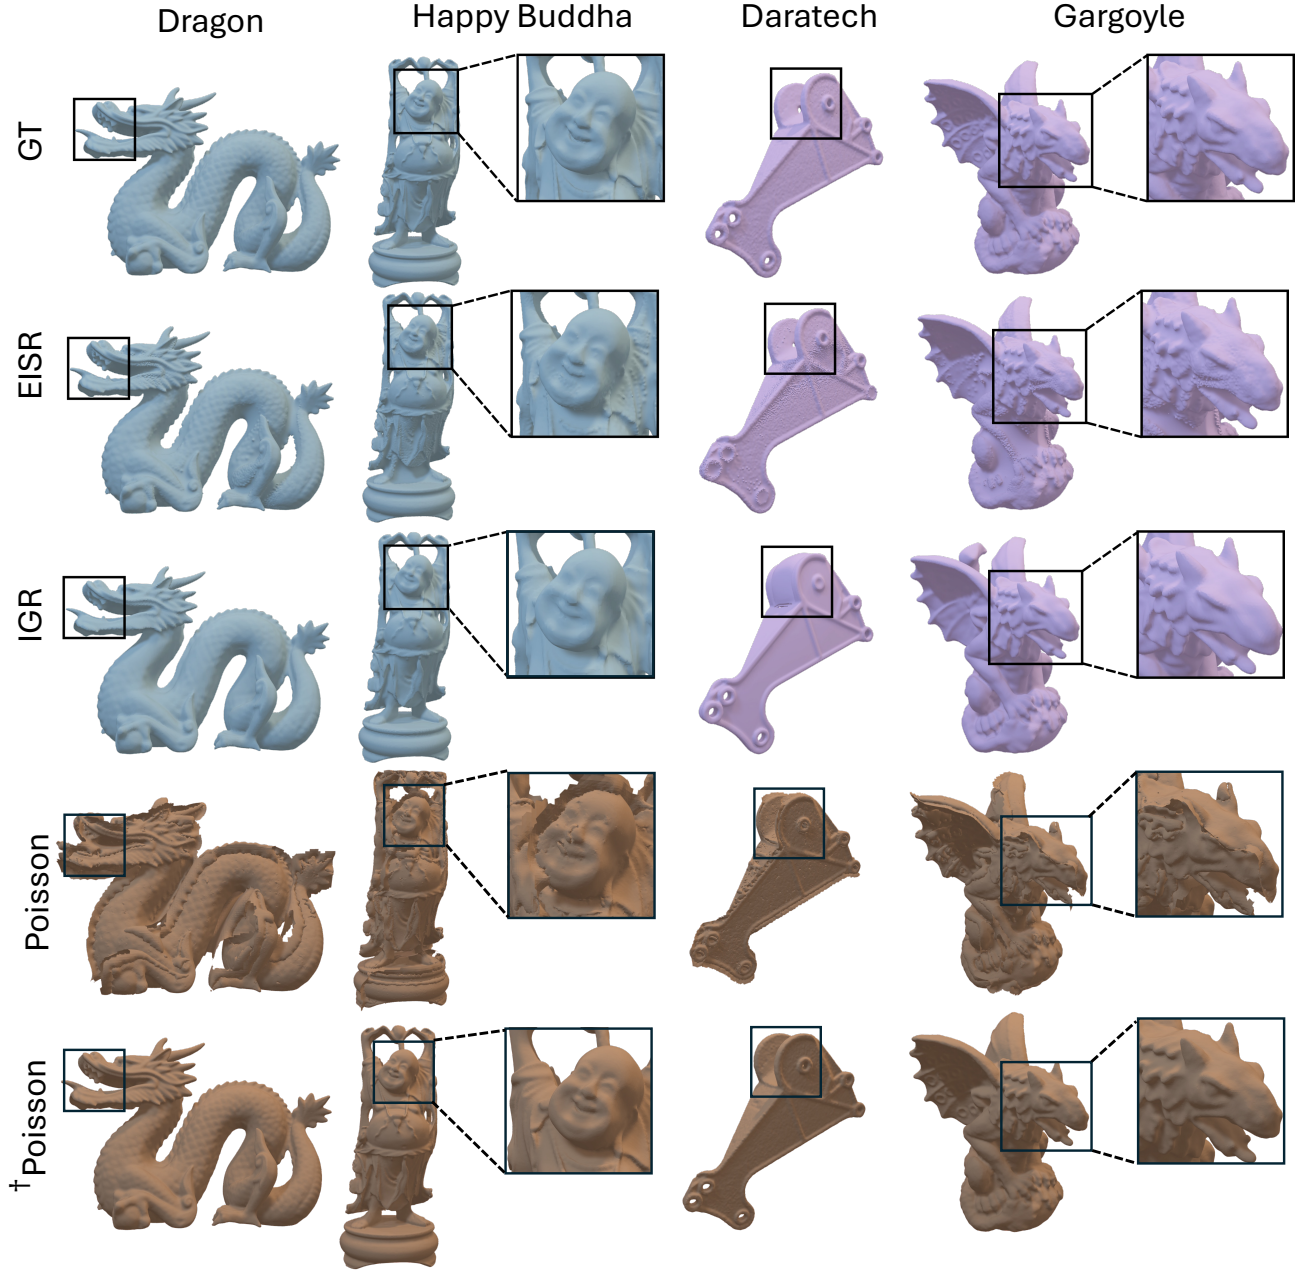 Dragon
Happy Buddha
Daratech
Gargoyle
GT
EISR
IGR
Poisson
†Poisson